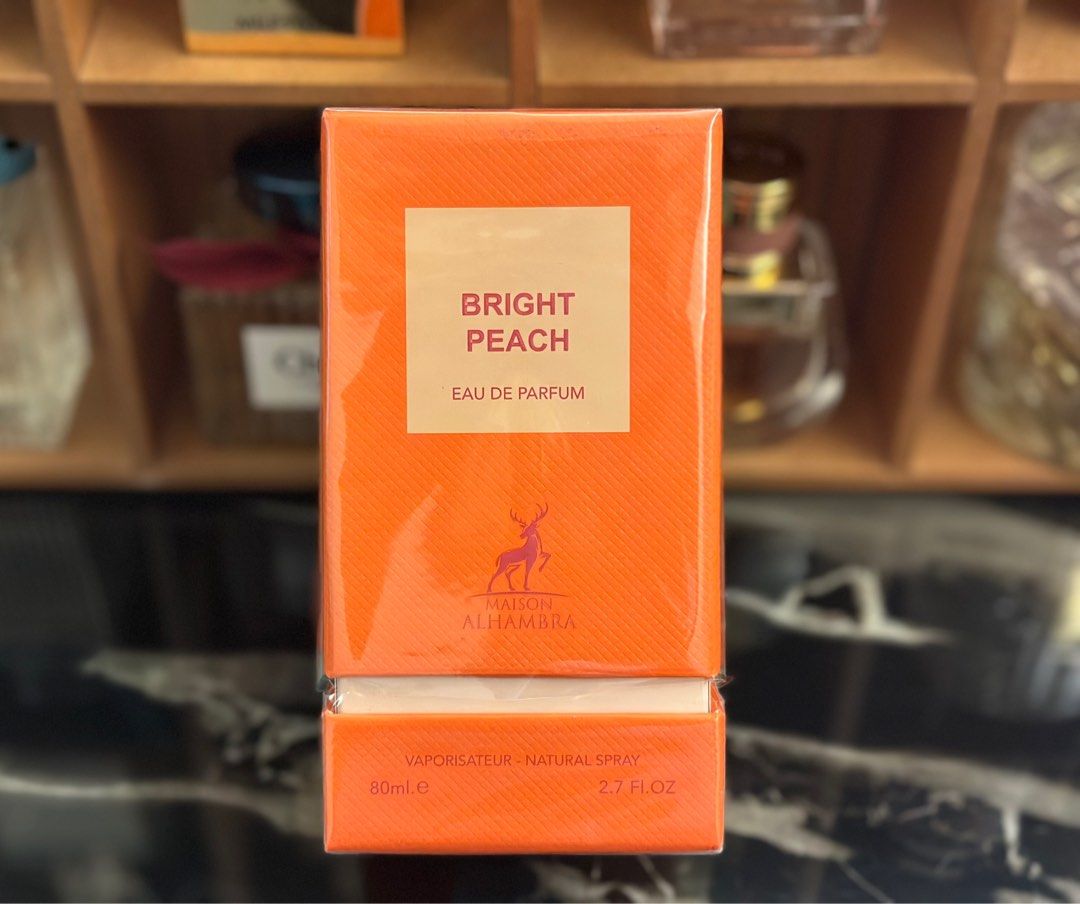 BRIGHT
PEACH
EAU DE PARFUM
MAISON
ALHAMBRA
VAPORISATEUR - NATURAL SPRAY
80ml.e 2.7 Fl.OZ